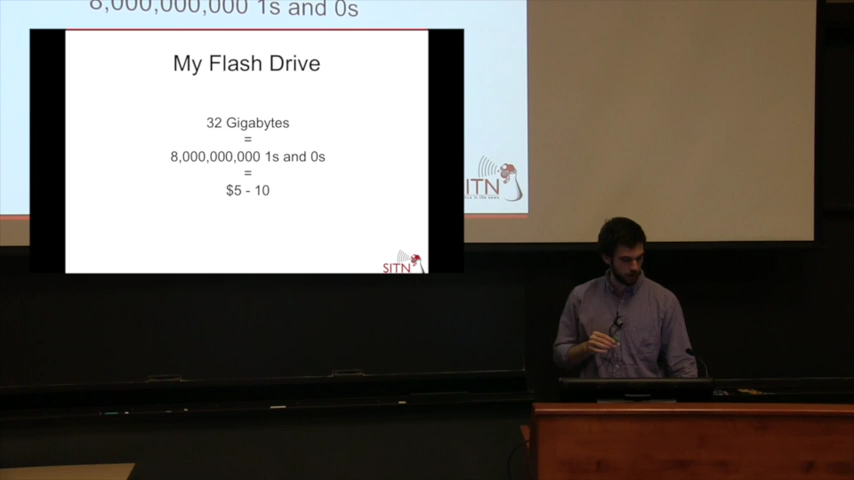 8,000,000,000 1s and 0s
My Flash Drive
32 Gigabytes
=
8,000,000,000 1s and 0s
=
$5 - 10
SITN
ITN